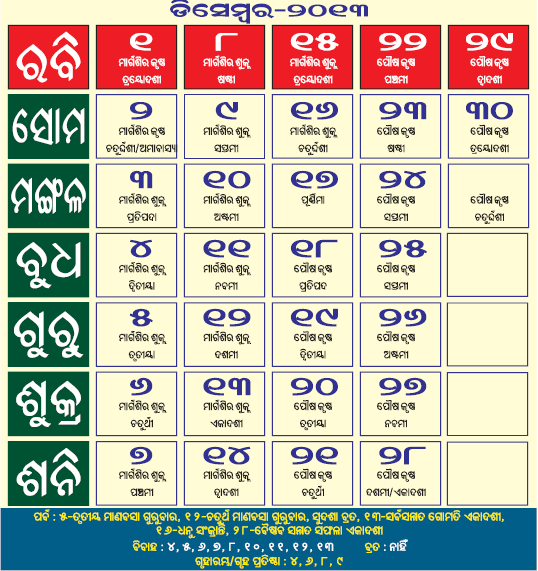 ଡିସେମ୍ବର-୨୦୧୩
ରବି ୧ ୮ ୧୫ ୨୨ ୨୯
ମାର୍ଗଶିର କୃଷ୍ଣ ମାର୍ଗଶିର ଶୁକ୍ଳ ମାର୍ଗଶିର ଶୁକ୍ଳ ପୌଷ କୃଷ୍ଣ ପୌଷ କୃଷ୍ଣ
ତ୍ରୟୋଦଶୀ ଷଷ୍ଠୀ ତ୍ରୟୋଦଶୀ ପଞ୍ଚମୀ ଦ୍ୱାଦଶୀ
ସୋମ ୨ ୯ ୧୬ ୨୩ ୩୦
ମାର୍ଗଶିର କୃଷ୍ଣ ମାର୍ଗଶିର ଶୁକ୍ଳ ମାର୍ଗଶିର ଶୁକ୍ଳ ପୌଷ କୃଷ୍ଣ ପୌଷ କୃଷ୍ଣ
ଚତୁର୍ଦ୍ଦଶୀ/ଅମାବାସ୍ୟା ସପ୍ତମୀ ଚତୁର୍ଦ୍ଦଶୀ ଷଷ୍ଠୀ ତ୍ରୟୋଦଶୀ
ମଙ୍ଗଳ ୩ ୧୦ ୧୭ ୨୪
ମାର୍ଗଶିର ଶୁକ୍ଳ ମାର୍ଗଶିର ଶୁକ୍ଳ ପୂର୍ଣ୍ଣିମା ପୌଷ କୃଷ୍ଣ ପୌଷ କୃଷ୍ଣ
ପ୍ରତିପଦା ଅଷ୍ଟମୀ ସପ୍ତମୀ ଚତୁର୍ଦ୍ଦଶୀ
ବୁଧ ୪ ୧୧ ୧୮ ୨୫
ମାର୍ଗଶିର ଶୁକ୍ଳ ମାର୍ଗଶିର ଶୁକ୍ଳ ପୌଷ କୃଷ୍ଣ ପୌଷ କୃଷ୍ଣ
ଦ୍ୱିତୀୟା ନବମୀ ପ୍ରତିପଦ ସପ୍ତମୀ
ଗୁରୁ ୫ ୧୨ ୧୯ ୨୬
ମାର୍ଗଶିର ଶୁକ୍ଳ ମାର୍ଗଶିର ଶୁକ୍ଳ ପୌଷ କୃଷ୍ଣ ପୌଷ କୃଷ୍ଣ
ତୃତୀୟା ଦଶମୀ ଦ୍ୱିତୀୟା ଅଷ୍ଟମୀ
ଶୁକ୍ର ୬ ୧୩ ୨୦ ୨୭
ମାର୍ଗଶିର ଶୁକ୍ଳ ମାର୍ଗଶିର ଶୁକ୍ଳ ପୌଷ କୃଷ୍ଣ ପୌଷ କୃଷ୍ଣ
ଚତୁର୍ଥୀ ଏକାଦଶୀ ତୃତୀୟା ନବମୀ
ଶନି ୭ ୧୪ ୨୧ ୨୮
ମାର୍ଗଶିର ଶୁକ୍ଳ ମାର୍ଗଶିର ଶୁକ୍ଳ ପୌଷ କୃଷ୍ଣ ପୌଷ କୃଷ୍ଣ
ପଞ୍ଚମୀ ଦ୍ୱାଦଶୀ ଚତୁର୍ଥୀ ଦଶମୀ/ଏକାଦଶୀ
ପର୍ବ : ୫-ତୃତୀୟ ମାଣବସା ଗୁରୁବାର, ୧୨-ଚତୁର୍ଥ ମାଣବସା ଗୁରୁବାର, ସୁଦଶା ବ୍ରତ, ୧୩-ସର୍ବସମ୍ମତ ଗୋମତି ଏକାଦଶୀ,
୧୬-ଧନୁ ସଂକ୍ରାନ୍ତି, ୨୮-ବୈଷ୍ଣବ ସମ୍ମତ ସଫଳା ଏକାଦଶୀ
ବିବାହ : ୪, ୫, ୬, ୭, ୮, ୧୦, ୧୧, ୧୨, ୧୩ ବ୍ରତ : ନାହିଁ
ଗୃହାରମ୍ଭ/ଗୃହ ପ୍ରତିଷ୍ଠା : ୪, ୬, ୮, ୯